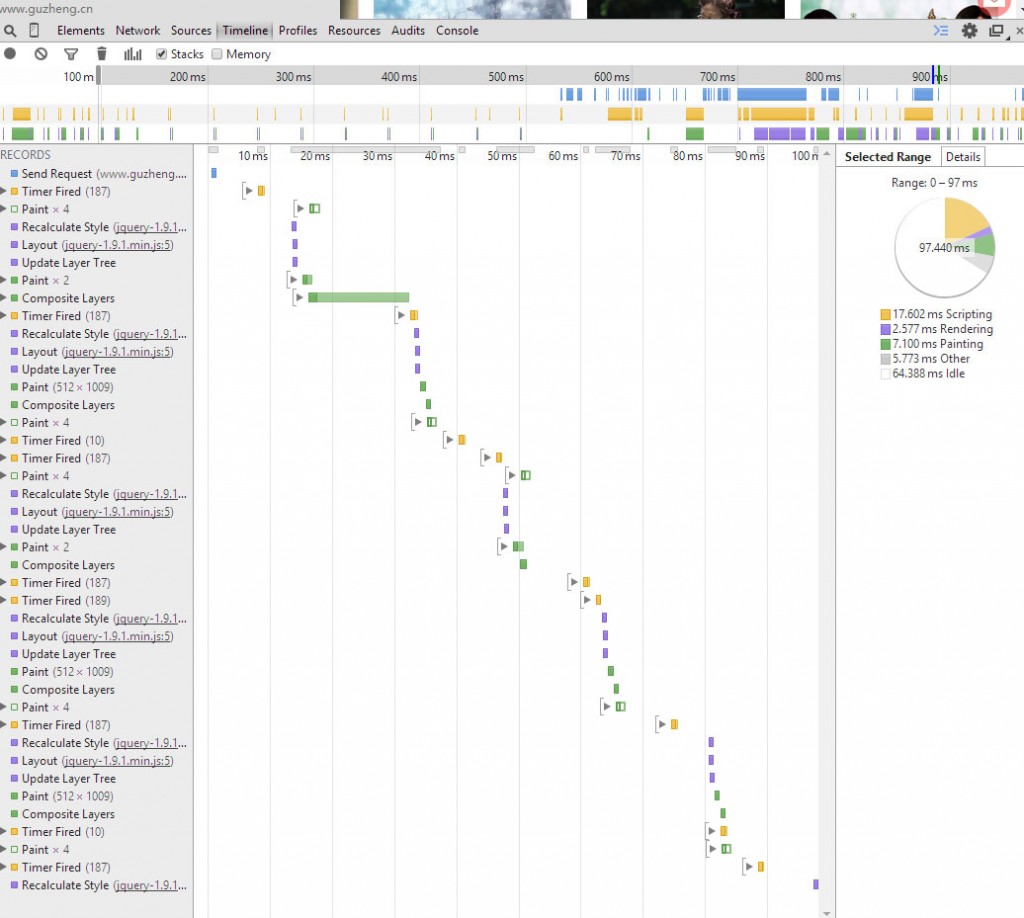 www.guzheng.cn
Elements Network Sources Timeline Profiles Resources Audits Console
Stacks Memory
100 m 200 ms 300 ms 400 ms 500 ms 600 ms 700 ms 800 ms 900 ms
RECORDS 10 ms 20 ms 30 ms 40 ms 50 ms 60 ms 70 ms 80 ms 90 ms 100 m
Selected Range Details
Send Request (www.guzheng....
Range: 0 – 97 ms
Timer Fired (187)
Paint × 4
Recalculate Style (jquery-1.9.1...
Layout (jquery-1.9.1.min.js:5)
97.440 ms
Update Layer Tree
Paint × 2
Composite Layers
Timer Fired (187)
17.602 ms Scripting
Recalculate Style (jquery-1.9.1...
2.577 ms Rendering
Layout (jquery-1.9.1.min.js:5)
7.100 ms Painting
5.773 ms Other
Update Layer Tree
64.388 ms Idle
Paint (512 × 1009)
Composite Layers
Paint × 4
Timer Fired (10)
Timer Fired (187)
Paint × 4
Recalculate Style (jquery-1.9.1...
Layout (jquery-1.9.1.min.js:5)
Update Layer Tree
Paint × 2
Composite Layers
Timer Fired (187)
Timer Fired (189)
Recalculate Style (jquery-1.9.1...
Layout (jquery-1.9.1.min.js:5)
Update Layer Tree
Paint (512 × 1009)
Composite Layers
Paint × 4
Timer Fired (187)
Recalculate Style (jquery-1.9.1...
Layout (jquery-1.9.1.min.js:5)
Update Layer Tree
Paint (512 × 1009)
Composite Layers
Timer Fired (10)
Paint × 4
Timer Fired (187)
Recalculate Style (jquery-1.9.1...